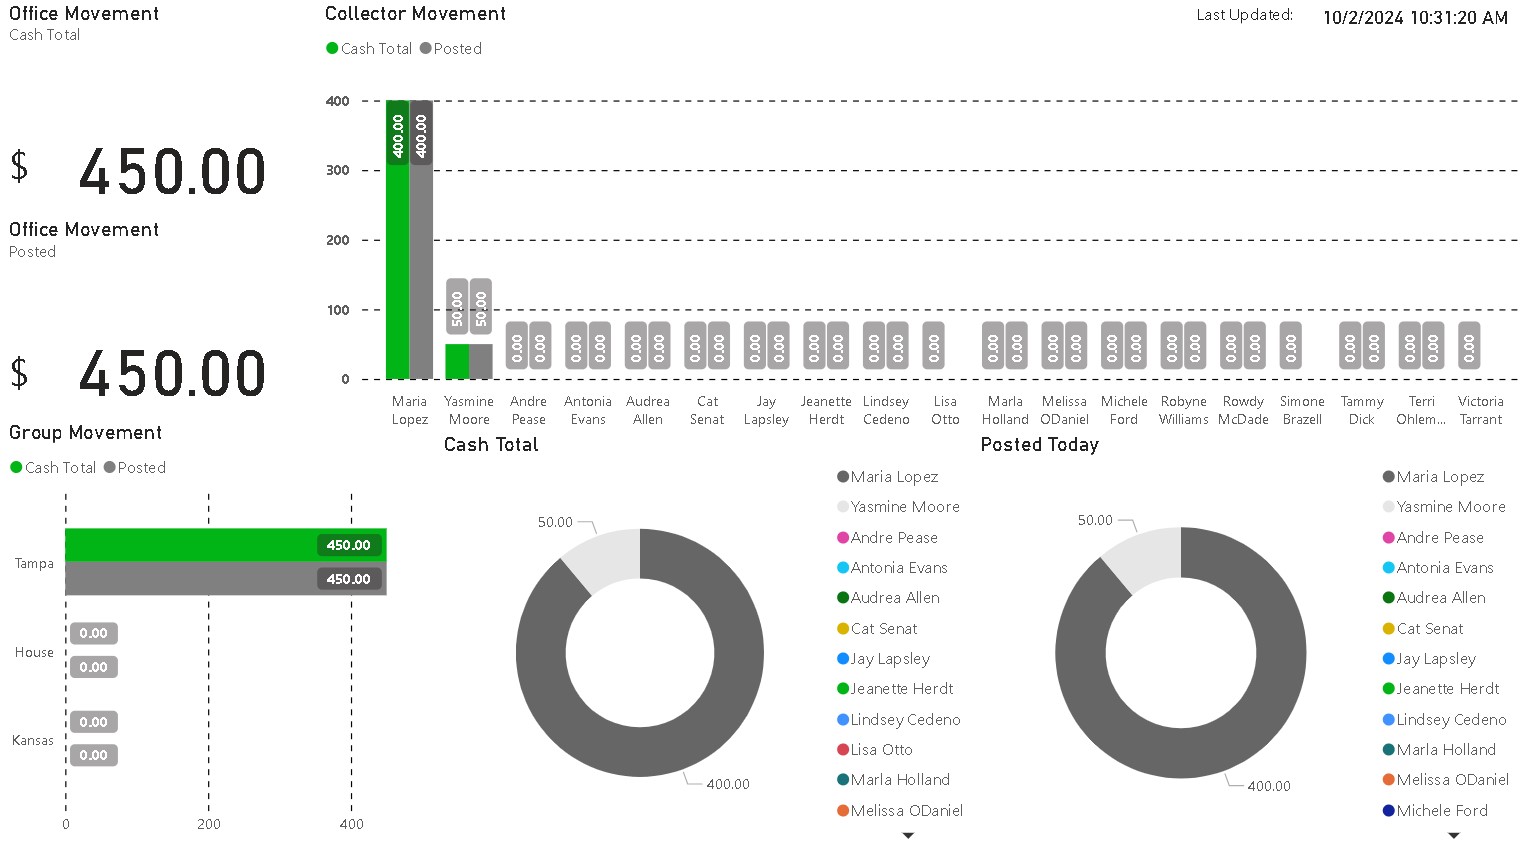 Office Movement
Cash Total
$ 450.00
Office Movement
Posted
$ 450.00
Collector Movement
Cash Total Posted
Last Updated: 10/2/2024 10:31:20 AM
400
300
200
100
0
400.00 400.00
50.00 50.00
0.00 0.00
0.00 0.00
0.00 0.00
0.00 0.00
0.00 0.00
0.00 0.00
0.00 0.00
0.00
0.00 0.00
0.00 0.00
0.00 0.00
0.00 0.00
0.00 0.00
0.00
0.00 0.00
0.00 0.00
0.00
Maria Lopez
Yasmine Moore
Andre Pease
Antonia Evans
Audrea Allen
Cat Senat
Jay Lapsley
Jeanette Herdt
Lindsey Cedeno
Lisa Otto
Marla Holland
Melissa ODaniel
Michele Ford
Robyne Williams
Rowdy McDade
Simone Brazell
Tammy Dick
Terri Ohlem...
Victoria Tarrant
Group Movement
Cash Total Posted
Tampa
450.00
450.00
House
0.00
0.00
Kansas
0.00
0.00
0 200 400
Cash Total
50.00
400.00
Maria Lopez
Yasmine Moore
Andre Pease
Antonia Evans
Audrea Allen
Cat Senat
Jay Lapsley
Jeanette Herdt
Lindsey Cedeno
Lisa Otto
Marla Holland
Melissa ODaniel
Posted Today
50.00
400.00
Maria Lopez
Yasmine Moore
Andre Pease
Antonia Evans
Audrea Allen
Cat Senat
Jay Lapsley
Jeanette Herdt
Lindsey Cedeno
Marla Holland
Melissa ODaniel
Michele Ford